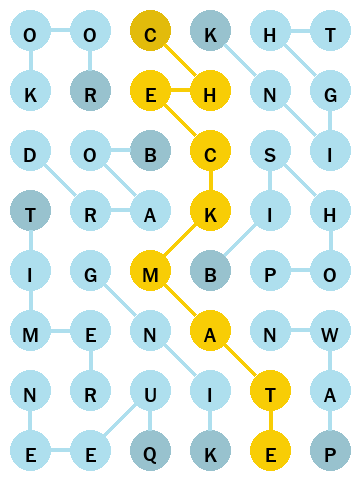 O O C K H T
K R E H N G
D O B C S I
T R A K I H
I G M B P O
M E N A N W
N R U I T A
E E Q K E P